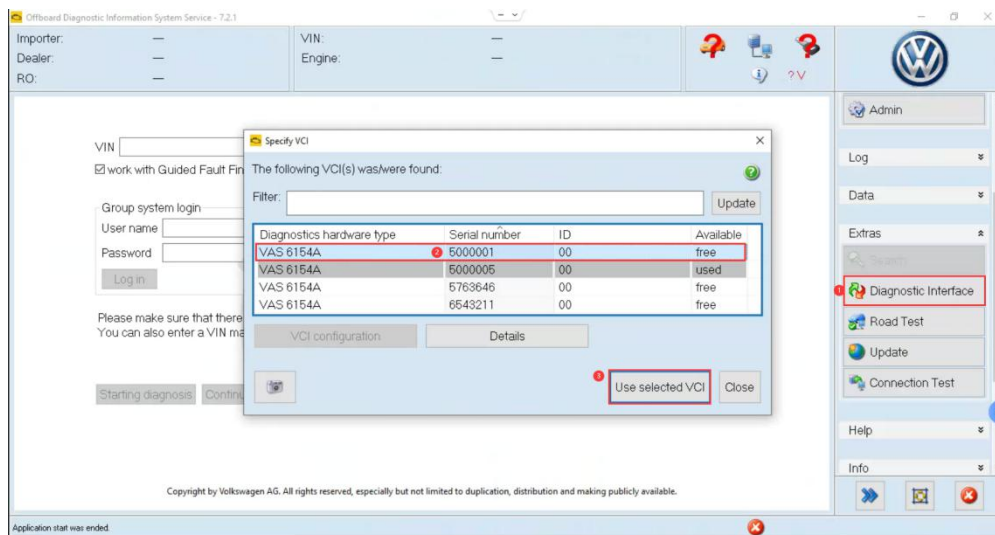 Offboard Diagnostic Information System Service - 7.2.1
Importer: —
Dealer: —
RO: —
VIN: —
Engine: —
? V
Admin
Log
Data
Extras
Search
1 Diagnostic Interface
Road Test
Update
Connection Test
Help
Info
VIN
work with Guided Fault Fin
Group system login
User name
Password
Log in
Please make sure that there
You can also enter a VIN ma
Starting diagnosis
Specify VCI
The following VCI(s) was/were found:
Filter: Update
Diagnostics hardware type Serial number ID Available
VAS 6154A 2 5000001 00 free
VAS 6154A 5000005 00 used
VAS 6154A 5763646 00 free
VAS 6154A 6543211 00 free
VCI configuration Details
3 Use selected VCI Close
Copyright by Volkswagen AG. All rights reserved, especially but not limited to duplication, distribution and making publicly available.
Application start was ended.